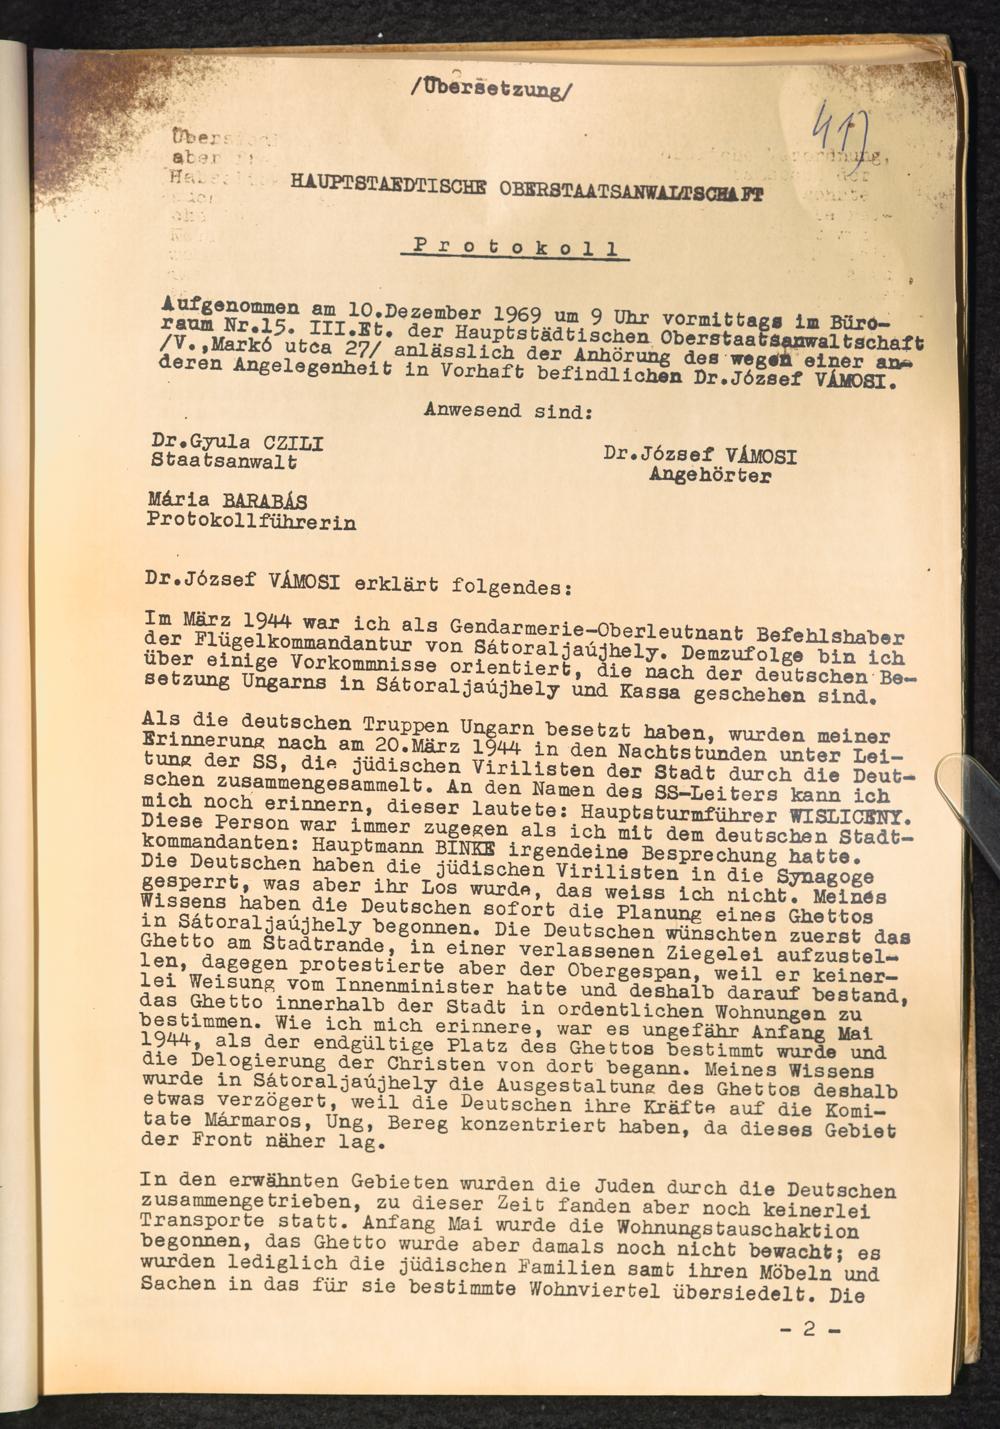 /Übersetzung/
41)
HAUPTSTAEDTISCHE OBERSTAATSANWALTSCHAFT
Protokoll
Aufgenommen am 10.Dezember 1969 um 9 Uhr vormittags im Büro-
raum Nr.15. III.Et. der Hauptstädtischen Oberstaatsanwaltschaft
/V.,Markó utca 27/ anlässlich der Anhörung des wegen einer an-
deren Angelegenheit in Vorhaft befindlichen Dr.József VÁMOSI.
Anwesend sind:
Dr.Gyula CZILI
Staatsanwalt
Dr.József VÁMOSI
Angehörter
Mária BARABÁS
Protokollführerin
Dr.József VÁMOSI erklärt folgendes:
Im März 1944 war ich als Gendarmerie-Oberleutnant Befehlshaber
der Flügelkommandantur von Sátoraljaújhely. Demzufolge bin ich
über einige Vorkommnisse orientiert, die nach der deutschen Be-
setzung Ungarns in Sátoraljaújhely und Kassa geschehen sind.
Als die deutschen Truppen Ungarn besetzt haben, wurden meiner
Erinnerung nach am 20.März 1944 in den Nachtstunden unter Lei-
tung der SS, die jüdischen Virilisten der Stadt durch die Deut-
schen zusammengesammelt. An den Namen des SS-Leiters kann ich
mich noch erinnern, dieser lautete: Hauptsturmführer WISLICENY.
Diese Person war immer zugegen als ich mit dem deutschen Stadt-
kommandanten: Hauptmann BINKE irgendeine Besprechung hatte.
Die Deutschen haben die jüdischen Virilisten in die Synagoge
gesperrt, was aber ihr Los wurde, das weiss ich nicht. Meines
Wissens haben die Deutschen sofort die Planung eines Ghettos
in Sátoraljaújhely begonnen. Die Deutschen wünschten zuerst das
Ghetto am Stadtrande, in einer verlassenen Ziegelei aufzustel-
len, dagegen protestierte aber der Obergespan, weil er keiner-
lei Weisung vom Innenminister hatte und deshalb darauf bestand,
das Ghetto innerhalb der Stadt in ordentlichen Wohnungen zu
bestimmen. Wie ich mich erinnere, war es ungefähr Anfang Mai
1944, als der endgültige Platz des Ghettos bestimmt wurde und
die Delogierung der Christen von dort begann. Meines Wissens
wurde in Sátoraljaújhely die Ausgestaltung des Ghettos deshalb
etwas verzögert, weil die Deutschen ihre Kräfte auf die Komi-
tate Mármaros, Ung, Bereg konzentriert haben, da dieses Gebiet
der Front näher lag.
In den erwähnten Gebieten wurden die Juden durch die Deutschen
zusammengetrieben, zu dieser Zeit fanden aber noch keinerlei
Transporte statt. Anfang Mai wurde die Wohnungstauschaktion
begonnen, das Ghetto wurde aber damals noch nicht bewacht; es
wurden lediglich die jüdischen Familien samt ihren Möbeln und
Sachen in das für sie bestimmte Wohnviertel übersiedelt. Die
- 2 -